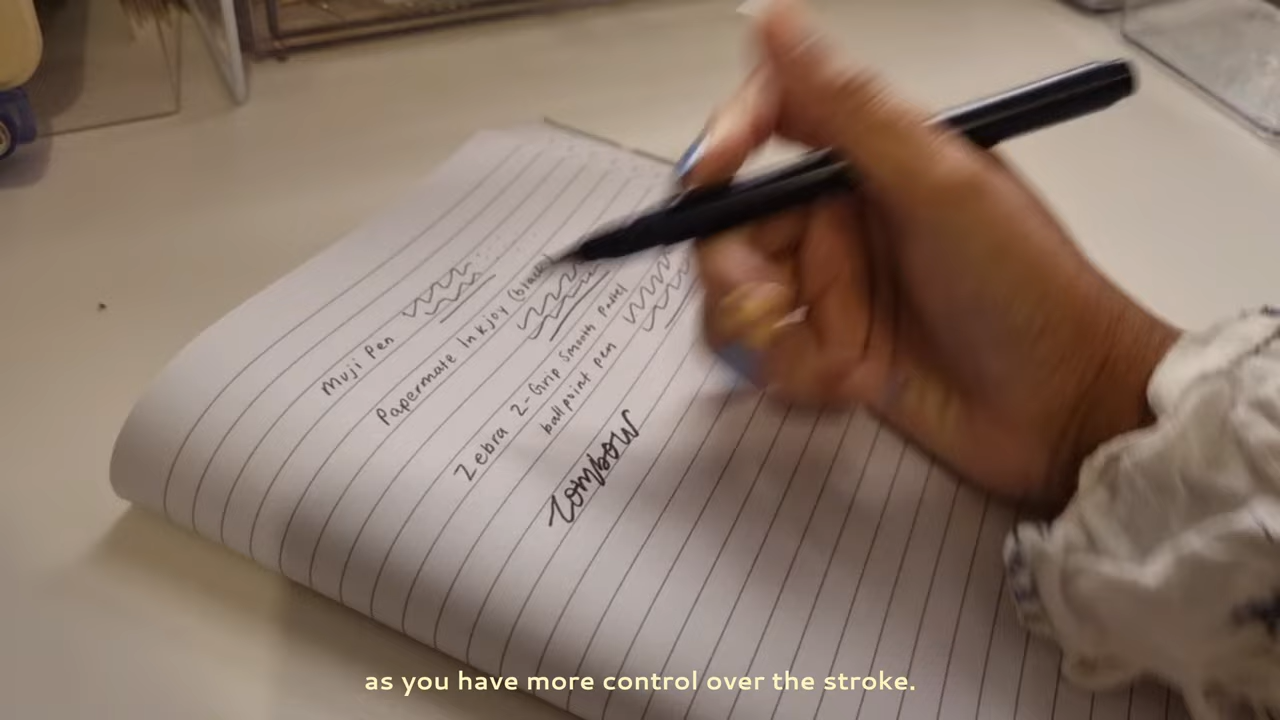 Muji Pen
Papermate Inkjoy (black)
Zebra 2-Grip Smooth Pastel
ballpoint pen
Tombow
as you have more control over the stroke.